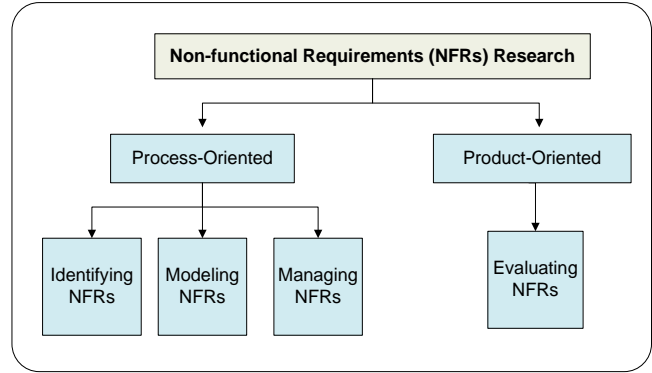 Non-functional Requirements (NFRs) Research
Process-Oriented
Product-Oriented
Identifying
NFRs
Modeling
NFRs
Managing
NFRs
Evaluating
NFRs